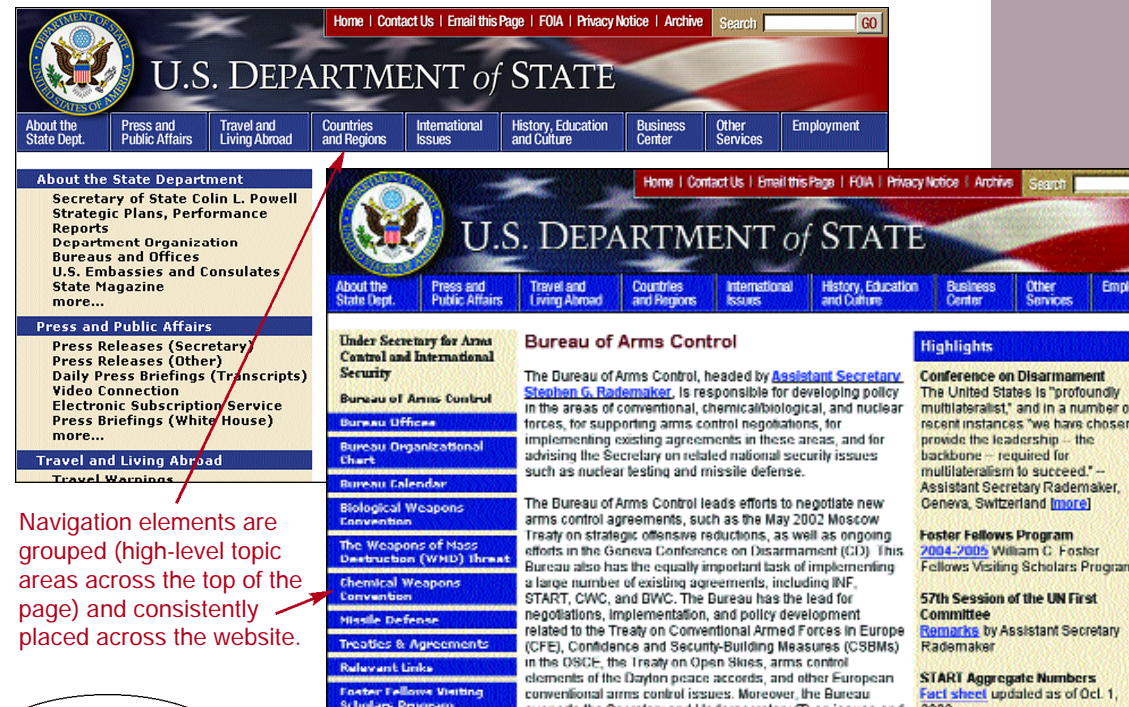 Home | Contact Us | Email this Page | FOIA | Privacy Notice | Archive
Search GO
U.S. DEPARTMENT of STATE
About the State Dept.
Press and Public Affairs
Travel and Living Abroad
Countries and Regions
International Issues
History, Education and Culture
Business Center
Other Services
Employment
About the State Department
Secretary of State Colin L. Powell
Strategic Plans, Performance
Reports
Department Organization
Bureaus and Offices
U.S. Embassies and Consulates
State Magazine
more...
Press and Public Affairs
Press Releases (Secretary)
Press Releases (Other)
Daily Press Briefings (Transcripts)
Video Connection
Electronic Subscription Service
Press Briefings (White House)
more...
Travel and Living Abroad
Travel Warnings
Navigation elements are
grouped (high-level topic
areas across the top of the
page) and consistently
placed across the website.
Home | Contact Us | Email this Page | FOIA | Privacy Notice | Archive
Search
U.S. DEPARTMENT of STATE
About the State Dept.
Press and Public Affairs
Travel and Living Abroad
Countries and Regions
International Issues
History, Education and Culture
Business Center
Other Services
Empl
Under Secretary for Arms
Control and International
Security
Bureau of Arms Control
Bureau Offices
Bureau Organizational
Chart
Bureau Calendar
Biological Weapons
Convention
The Weapons of Mass
Destruction (WMD) Threat
Chemical Weapons
Convention
Missile Defense
Treaties & Agreements
Relevant Links
Foster Fellows Visiting
Scholars Program
Bureau of Arms Control
The Bureau of Arms Control, headed by Assistant Secretary
Stephen G. Rademaker, is responsible for developing policy
in the areas of conventional, chemical/biological, and nuclear
forces, for supporting arms control negotiations, for
implementing existing agreements in these areas, and for
advising the Secretary on related national security issues
such as nuclear testing and missile defense.
The Bureau of Arms Control leads efforts to negotiate new
arms control agreements, such as the May 2002 Moscow
Treaty on strategic offensive reductions, as well as ongoing
efforts in the Geneva Conference on Disarmament (CD). This
Bureau also has the equally important task of implementing
a large number of existing agreements, including INF,
START, CWC, and BWC. The Bureau has the lead for
negotiations, implementation, and policy development
related to the Treaty on Conventional Armed Forces in Europe
(CFE), Confidence and Security-Building Measures (CSBMs)
in the OSCE, the Treaty on Open Skies, arms control
elements of the Dayton peace accords, and other European
conventional arms control issues. Moreover, the Bureau
Highlights
Conference on Disarmament
The United States is "profoundly
multilateralist," and in a number o
recent instances "we have chosen
provide the leadership -- the
backbone -- required for
multilateralism to succeed." --
Assistant Secretary Rademaker,
Geneva, Switzerland [more]
Foster Fellows Program
2004-2005 William C. Foster
Fellows Visiting Scholars Program
57th Session of the UN First
Committee
Remarks by Assistant Secretary
Rademaker
START Aggregate Numbers
Fact sheet updated as of Oct. 1,